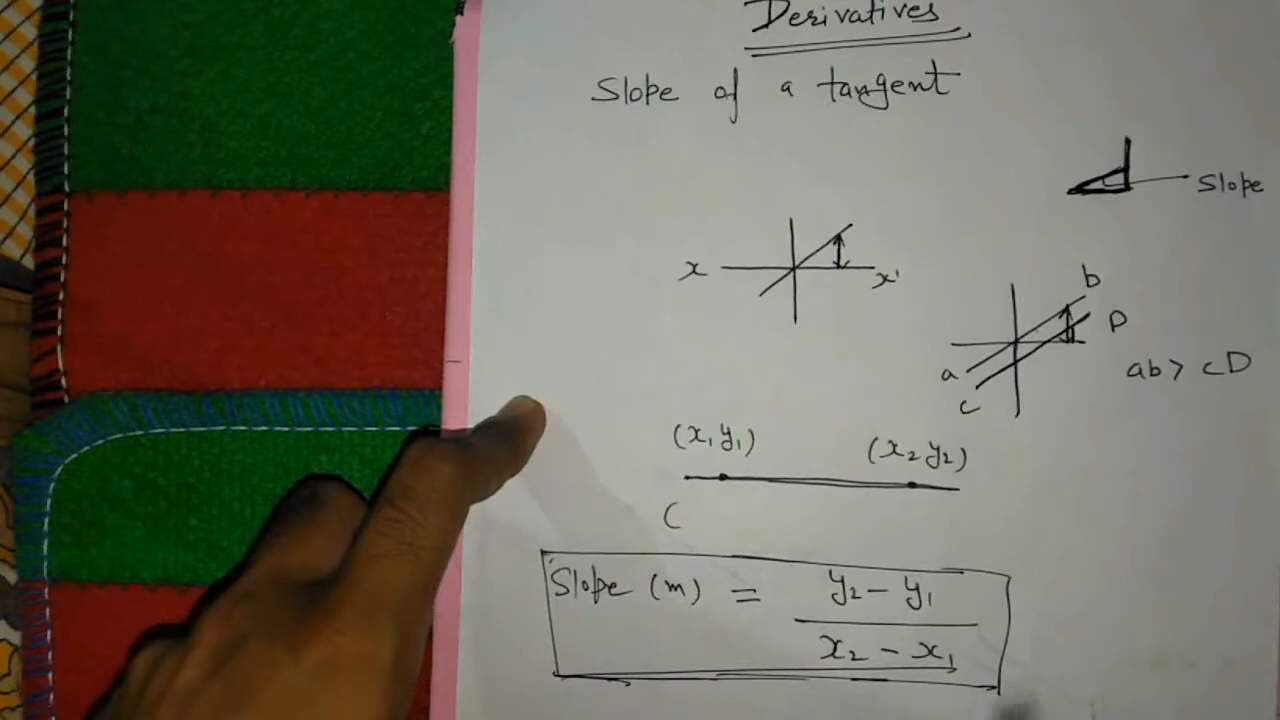 Derivatives
Slope of a tangent
Slope
x x'
b
D
a
ab > cD
c
(x₁ y₁) (x₂ y₂)
C
Slope (m) = y₂ - y₁
x₂ - x₁